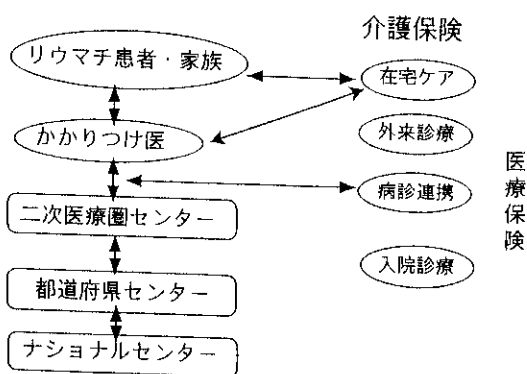 介護保険
リウマチ患者・家族
在宅ケア
かかりつけ医
外来診療
病診連携
医療保険
二次医療圏センター
入院診療
都道府県センター
ナショナルセンター